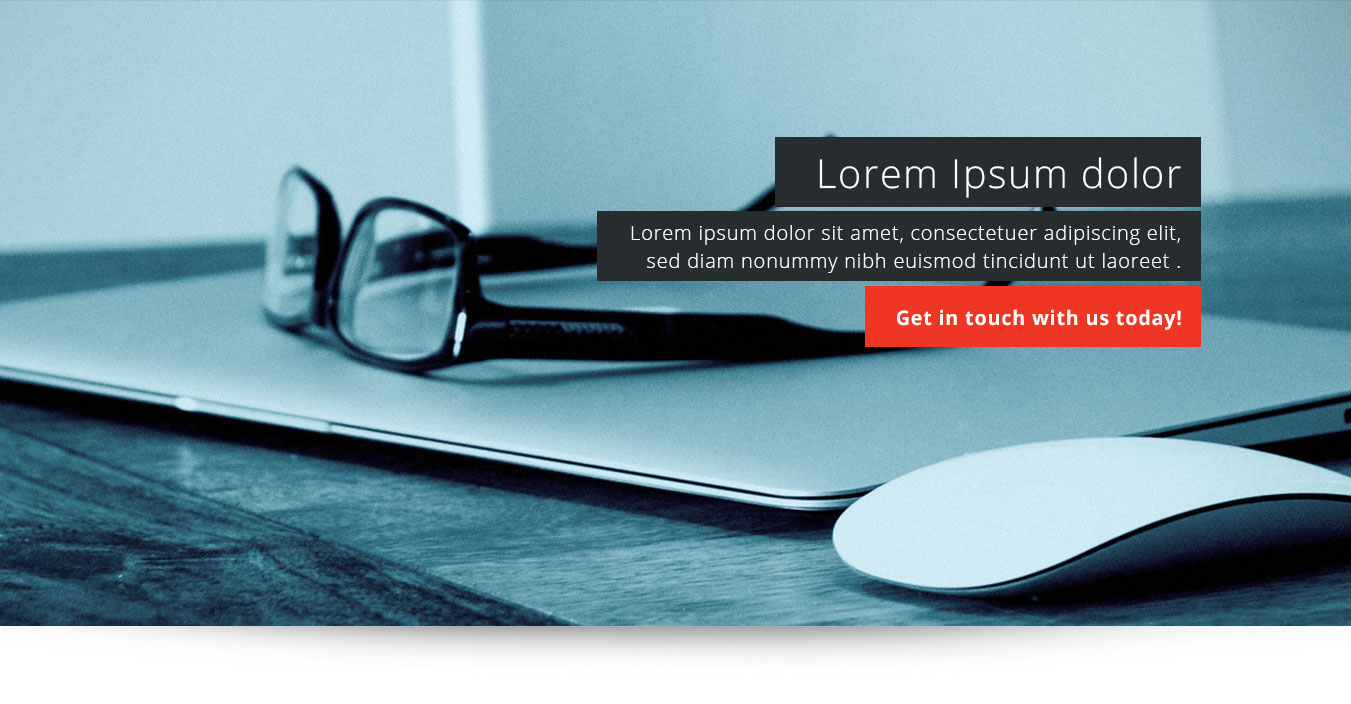 Lorem Ipsum dolor
Lorem ipsum dolor sit amet, consectetuer adipiscing elit,
sed diam nonummy nibh euismod tincidunt ut laoreet .
Get in touch with us today!